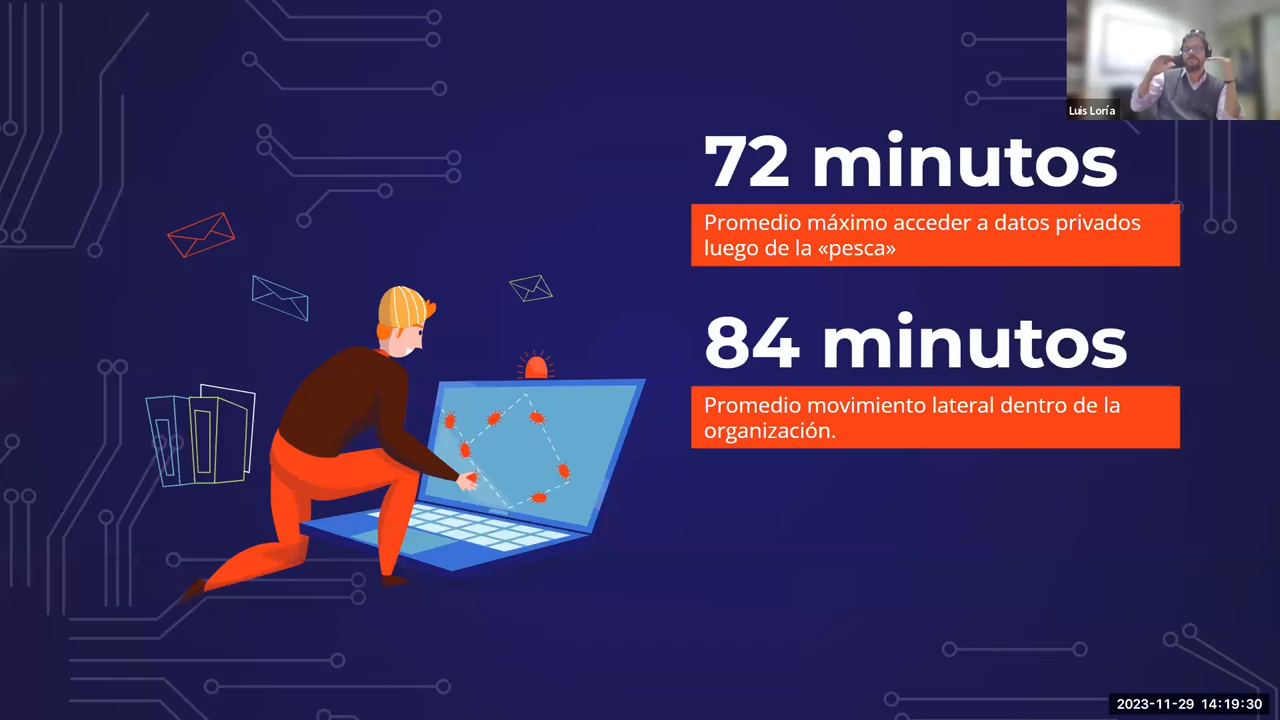 Luis Loría
72 minutos
Promedio máximo acceder a datos privados
luego de la «pesca»
84 minutos
Promedio movimiento lateral dentro de la
organización.
2023-11-29 14:19:30